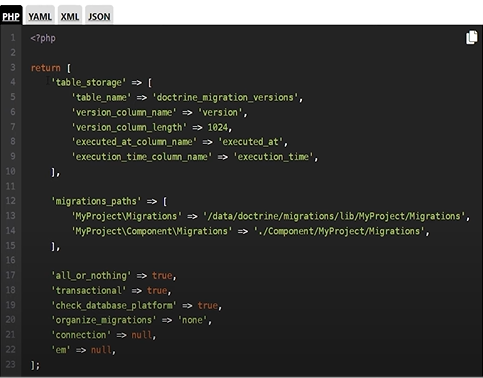 PHP YAML XML JSON
1 <?php
2
3 return [
4 'table_storage' => [
5 'table_name' => 'doctrine_migration_versions',
6 'version_column_name' => 'version',
7 'version_column_length' => 1024,
8 'executed_at_column_name' => 'executed_at',
9 'execution_time_column_name' => 'execution_time',
10 ],
11
12 'migrations_paths' => [
13 'MyProject\Migrations' => '/data/doctrine/migrations/lib/MyProject/Migrations',
14 'MyProject\Component\Migrations' => './Component/MyProject/Migrations',
15 ],
16
17 'all_or_nothing' => true,
18 'transactional' => true,
19 'check_database_platform' => true,
20 'organize_migrations' => 'none',
21 'connection' => null,
22 'em' => null,
23 ];